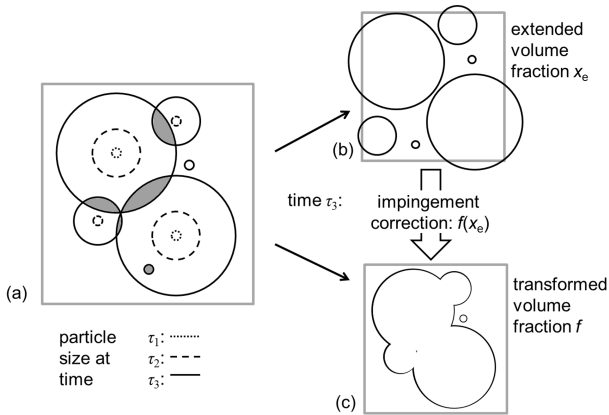 extended
volume
fraction xₑ
(b)
time τ₃:
impingement
correction: f(xₑ)
(a)
transformed
volume
fraction f
particle
size at
time
τ₁:
τ₂:
τ₃:
(c)